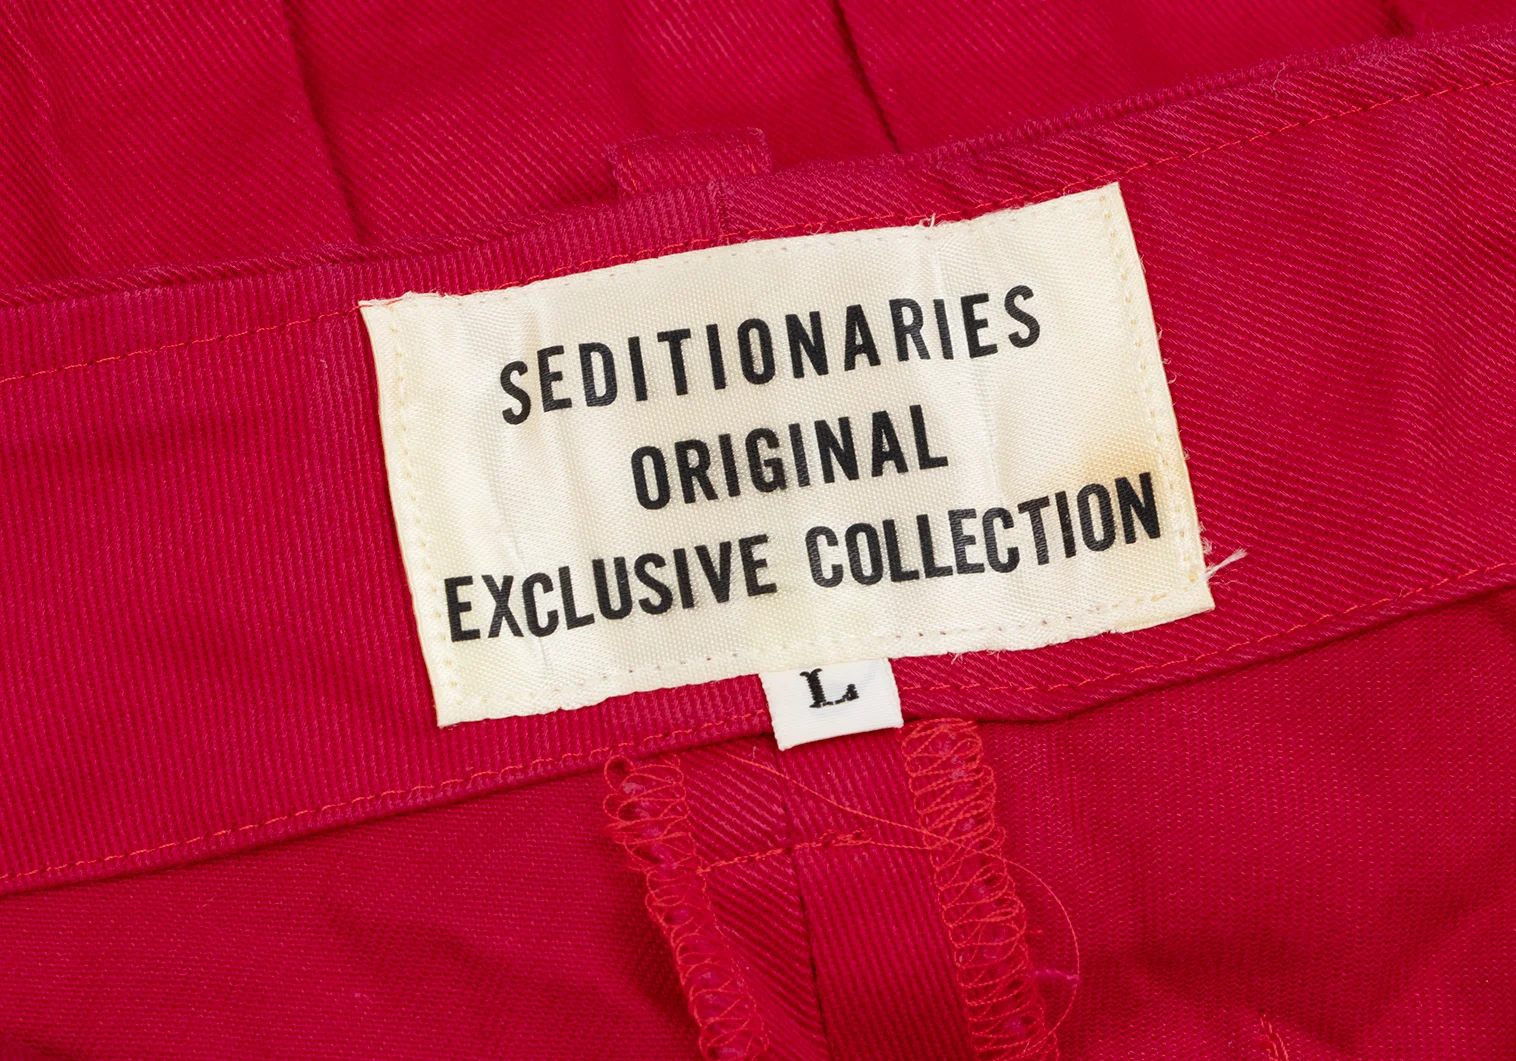 SEDITIONARIES
ORIGINAL
EXCLUSIVE COLLECTION
L